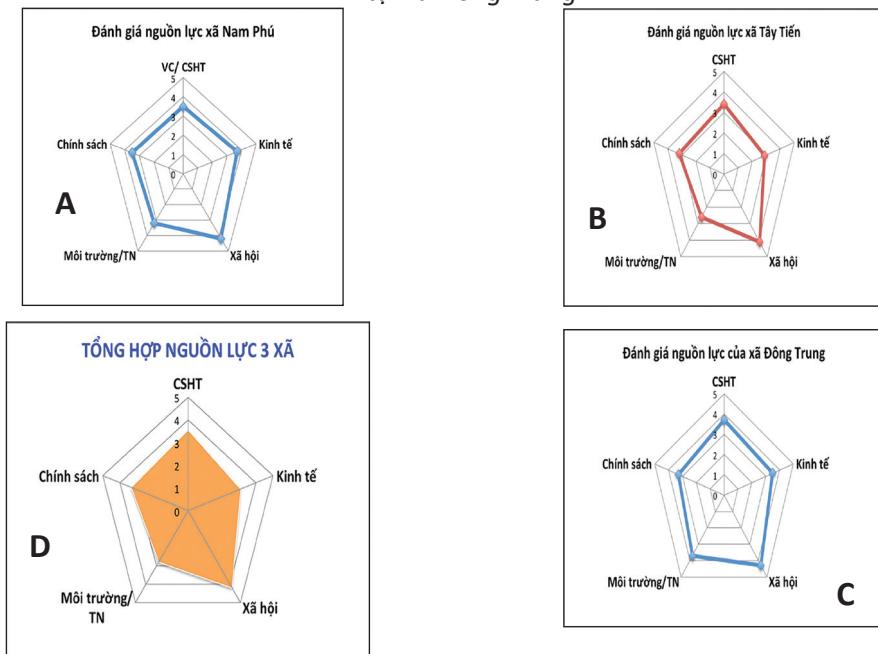 Đánh giá nguồn lực xã Nam Phú
VC/ CSHT
5
4
3
2
1
0
Chính sách
Kinh tế
A
Môi trường/TN
Xã hội
Đánh giá nguồn lực xã Tây Tiến
CSHT
5
4
3
2
1
0
Chính sách
Kinh tế
B
Môi trường/TN
Xã hội
TỔNG HỢP NGUỒN LỰC 3 XÃ
CSHT
5
4
3
2
1
0
Chính sách
Kinh tế
D
Môi trường/
TN
Xã hội
Đánh giá nguồn lực của xã Đông Trung
CSHT
5
4
3
2
1
0
Chính sách
Kinh tế
Môi trường/TN
Xã hội
C